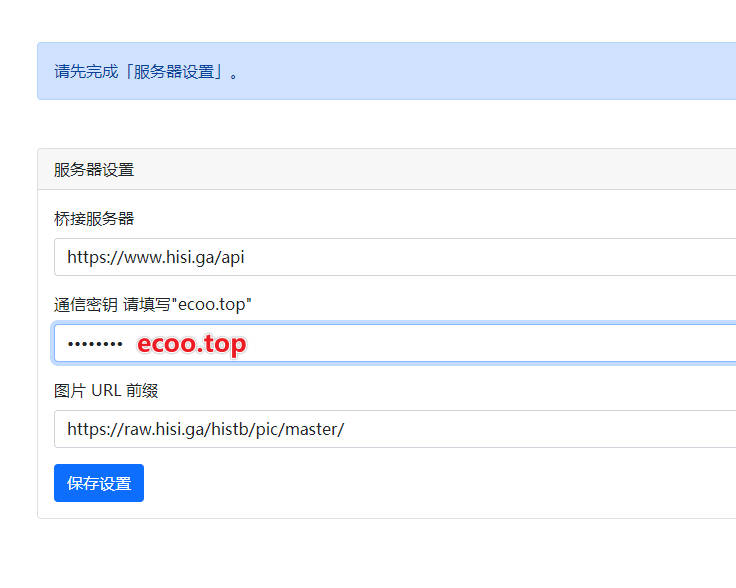 请先完成「服务器设置」。
服务器设置
桥接服务器
https://www.hisi.ga/api
通信密钥 请填写"ecoo.top"
•••••••• ecoo.top
图片 URL 前缀
https://raw.hisi.ga/histb/pic/master/
保存设置